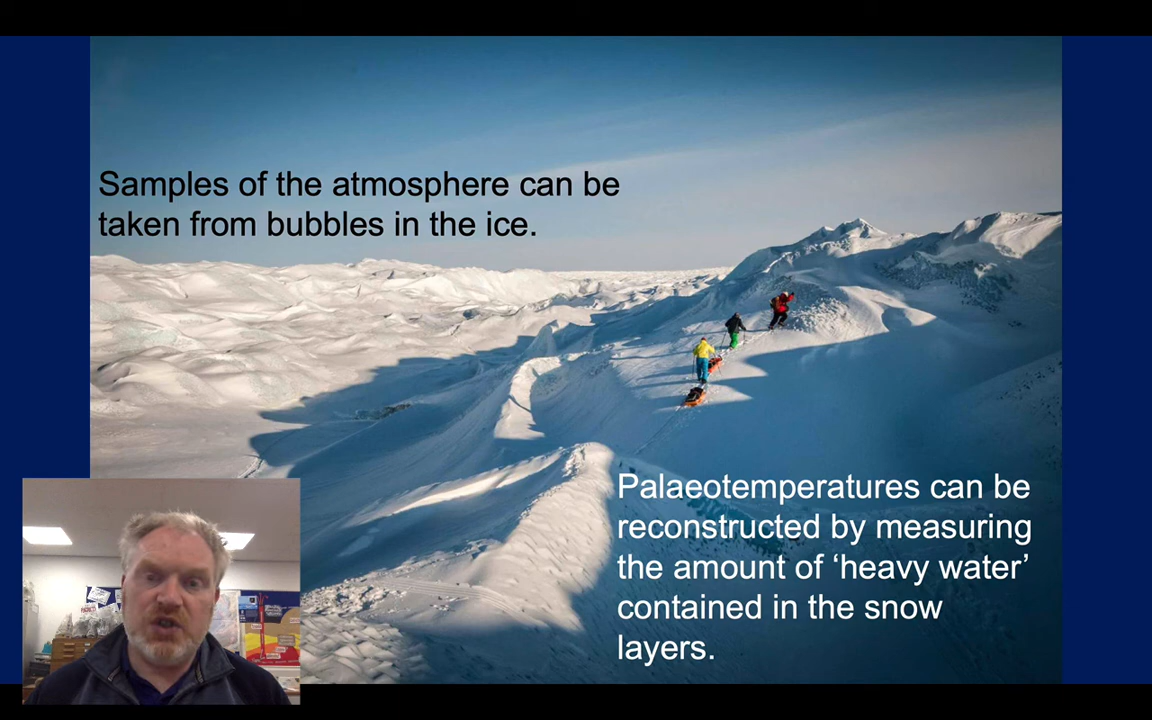 Samples of the atmosphere can be
taken from bubbles in the ice.
Palaeotemperatures can be
reconstructed by measuring
the amount of ‘heavy water’
contained in the snow
layers.